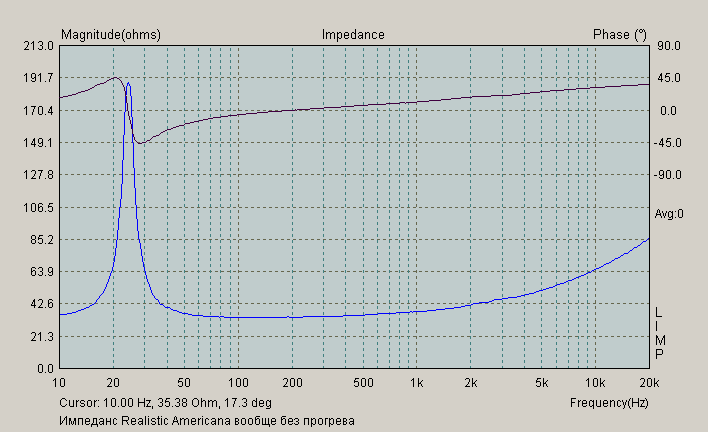 Magnitude(ohms) Impedance Phase (º)
213.0 90.0
191.7 45.0
170.4 0.0
149.1 -45.0
127.8 -90.0
106.5
Avg:0
85.2
63.9
42.6
L
I
21.3 M
P
0.0
10 20 50 100 200 500 1k 2k 5k 10k 20k
Cursor: 10.00 Hz, 35.38 Ohm, 17.3 deg Frequency(Hz)
Импеданс Realistic Americana вообще без прогрева